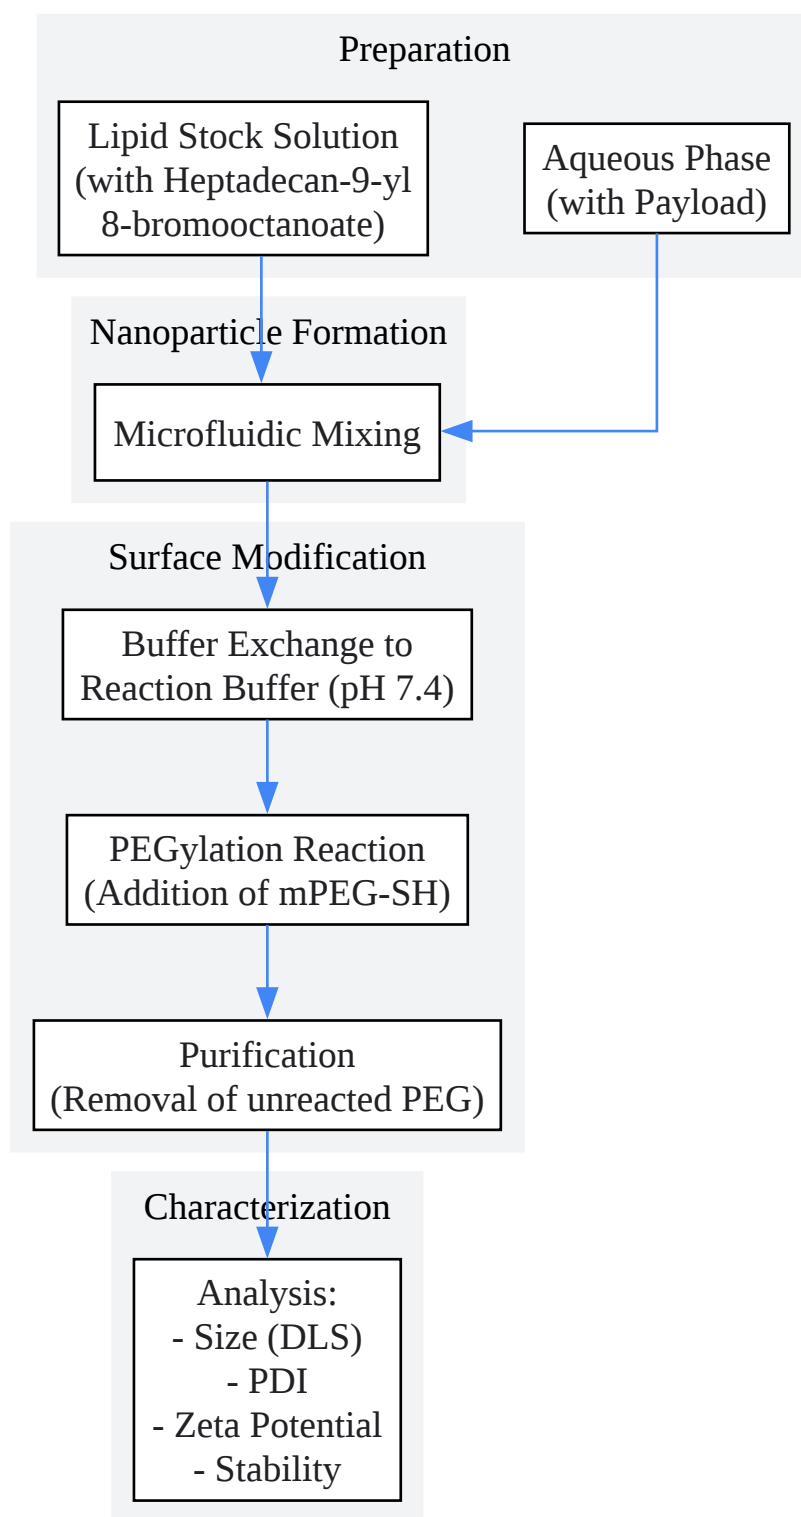 Preparation
Lipid Stock Solution
(with Heptadecan-9-yl
8-bromooctanoate)
Aqueous Phase
(with Payload)
Nanoparticle Formation
Microfluidic Mixing
Surface Modification
Buffer Exchange to
Reaction Buffer (pH 7.4)
PEGylation Reaction
(Addition of mPEG-SH)
Purification
(Removal of unreacted PEG)
Characterization
Analysis:
- Size (DLS)
- PDI
- Zeta Potential
- Stability